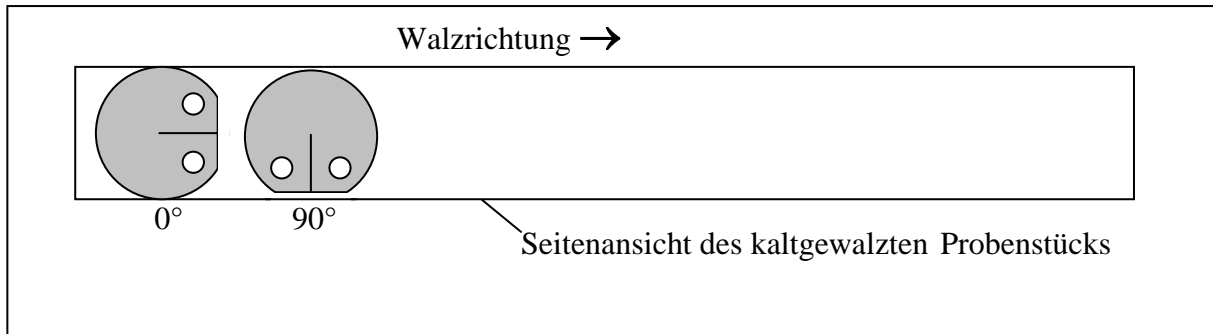 Walzrichtung →
0° 90°
Seitenansicht des kaltgewalzten Probenstücks